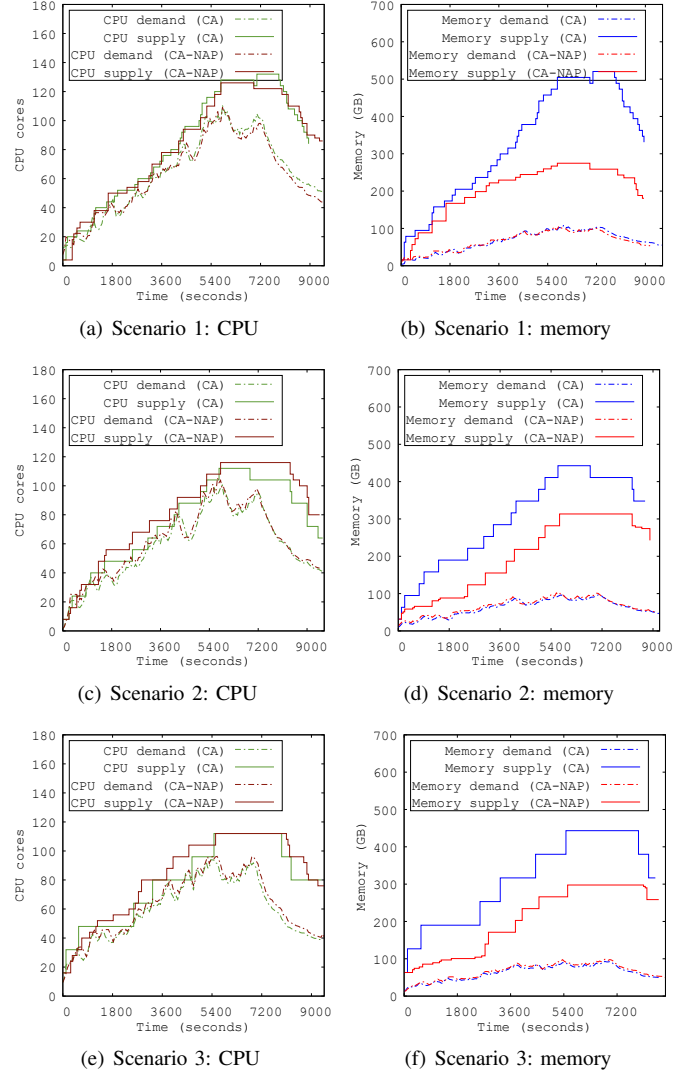 CPU demand (CA)
CPU supply (CA)
CPU demand (CA-NAP)
CPU supply (CA-NAP)
CPU cores
180
160
140
120
100
80
60
40
20
0
0 1800 3600 5400 7200 9000
Time (seconds)
(a) Scenario 1: CPU
Memory demand (CA)
Memory supply (CA)
Memory demand (CA-NAP)
Memory supply (CA-NAP)
Memory (GB)
700
600
500
400
300
200
100
0
0 1800 3600 5400 7200 9000
Time (seconds)
(b) Scenario 1: memory
CPU demand (CA)
CPU supply (CA)
CPU demand (CA-NAP)
CPU supply (CA-NAP)
CPU cores
180
160
140
120
100
80
60
40
20
0
0 1800 3600 5400 7200 9000
Time (seconds)
(c) Scenario 2: CPU
Memory demand (CA)
Memory supply (CA)
Memory demand (CA-NAP)
Memory supply (CA-NAP)
Memory (GB)
700
600
500
400
300
200
100
0
0 1800 3600 5400 7200 9000
Time (seconds)
(d) Scenario 2: memory
CPU demand (CA)
CPU supply (CA)
CPU demand (CA-NAP)
CPU supply (CA-NAP)
CPU cores
180
160
140
120
100
80
60
40
20
0
0 1800 3600 5400 7200 9000
Time (seconds)
(e) Scenario 3: CPU
Memory demand (CA)
Memory supply (CA)
Memory demand (CA-NAP)
Memory supply (CA-NAP)
Memory (GB)
700
600
500
400
300
200
100
0
0 1800 3600 5400 7200
Time (seconds)
(f) Scenario 3: memory